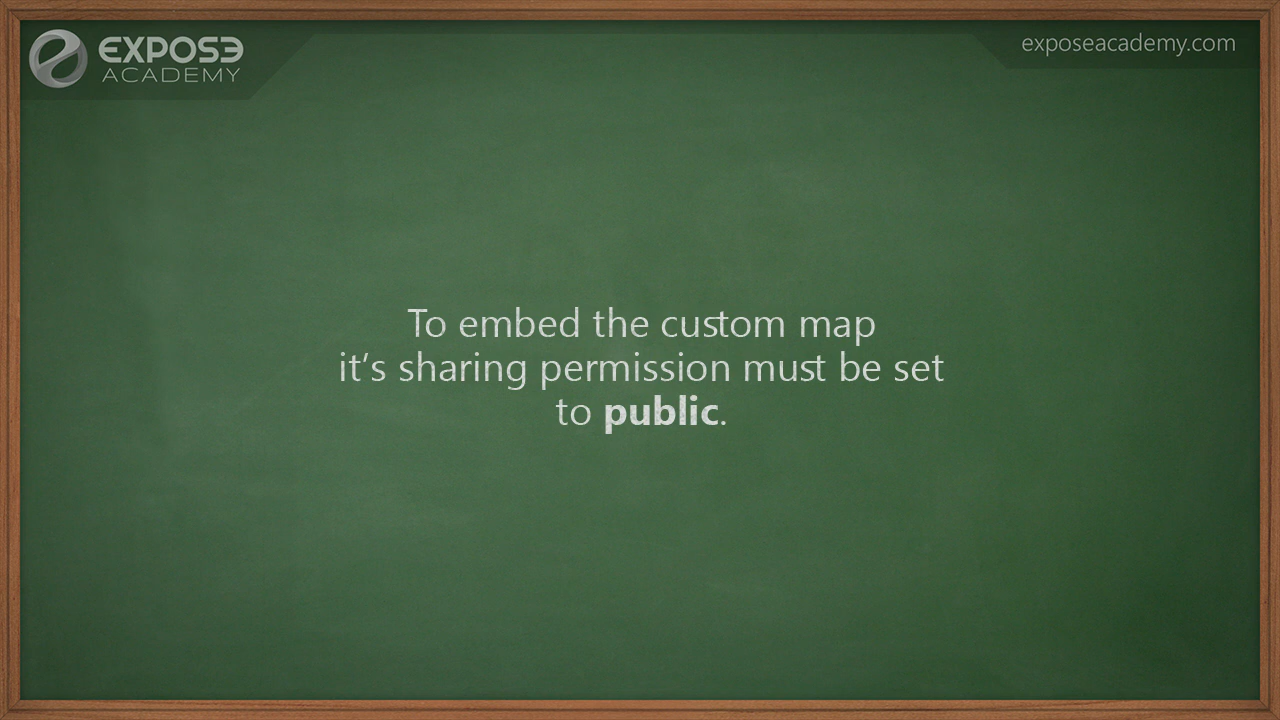 EXPOSE
ACADEMY
exposeacademy.com
To embed the custom map
it's sharing permission must be set
to public.